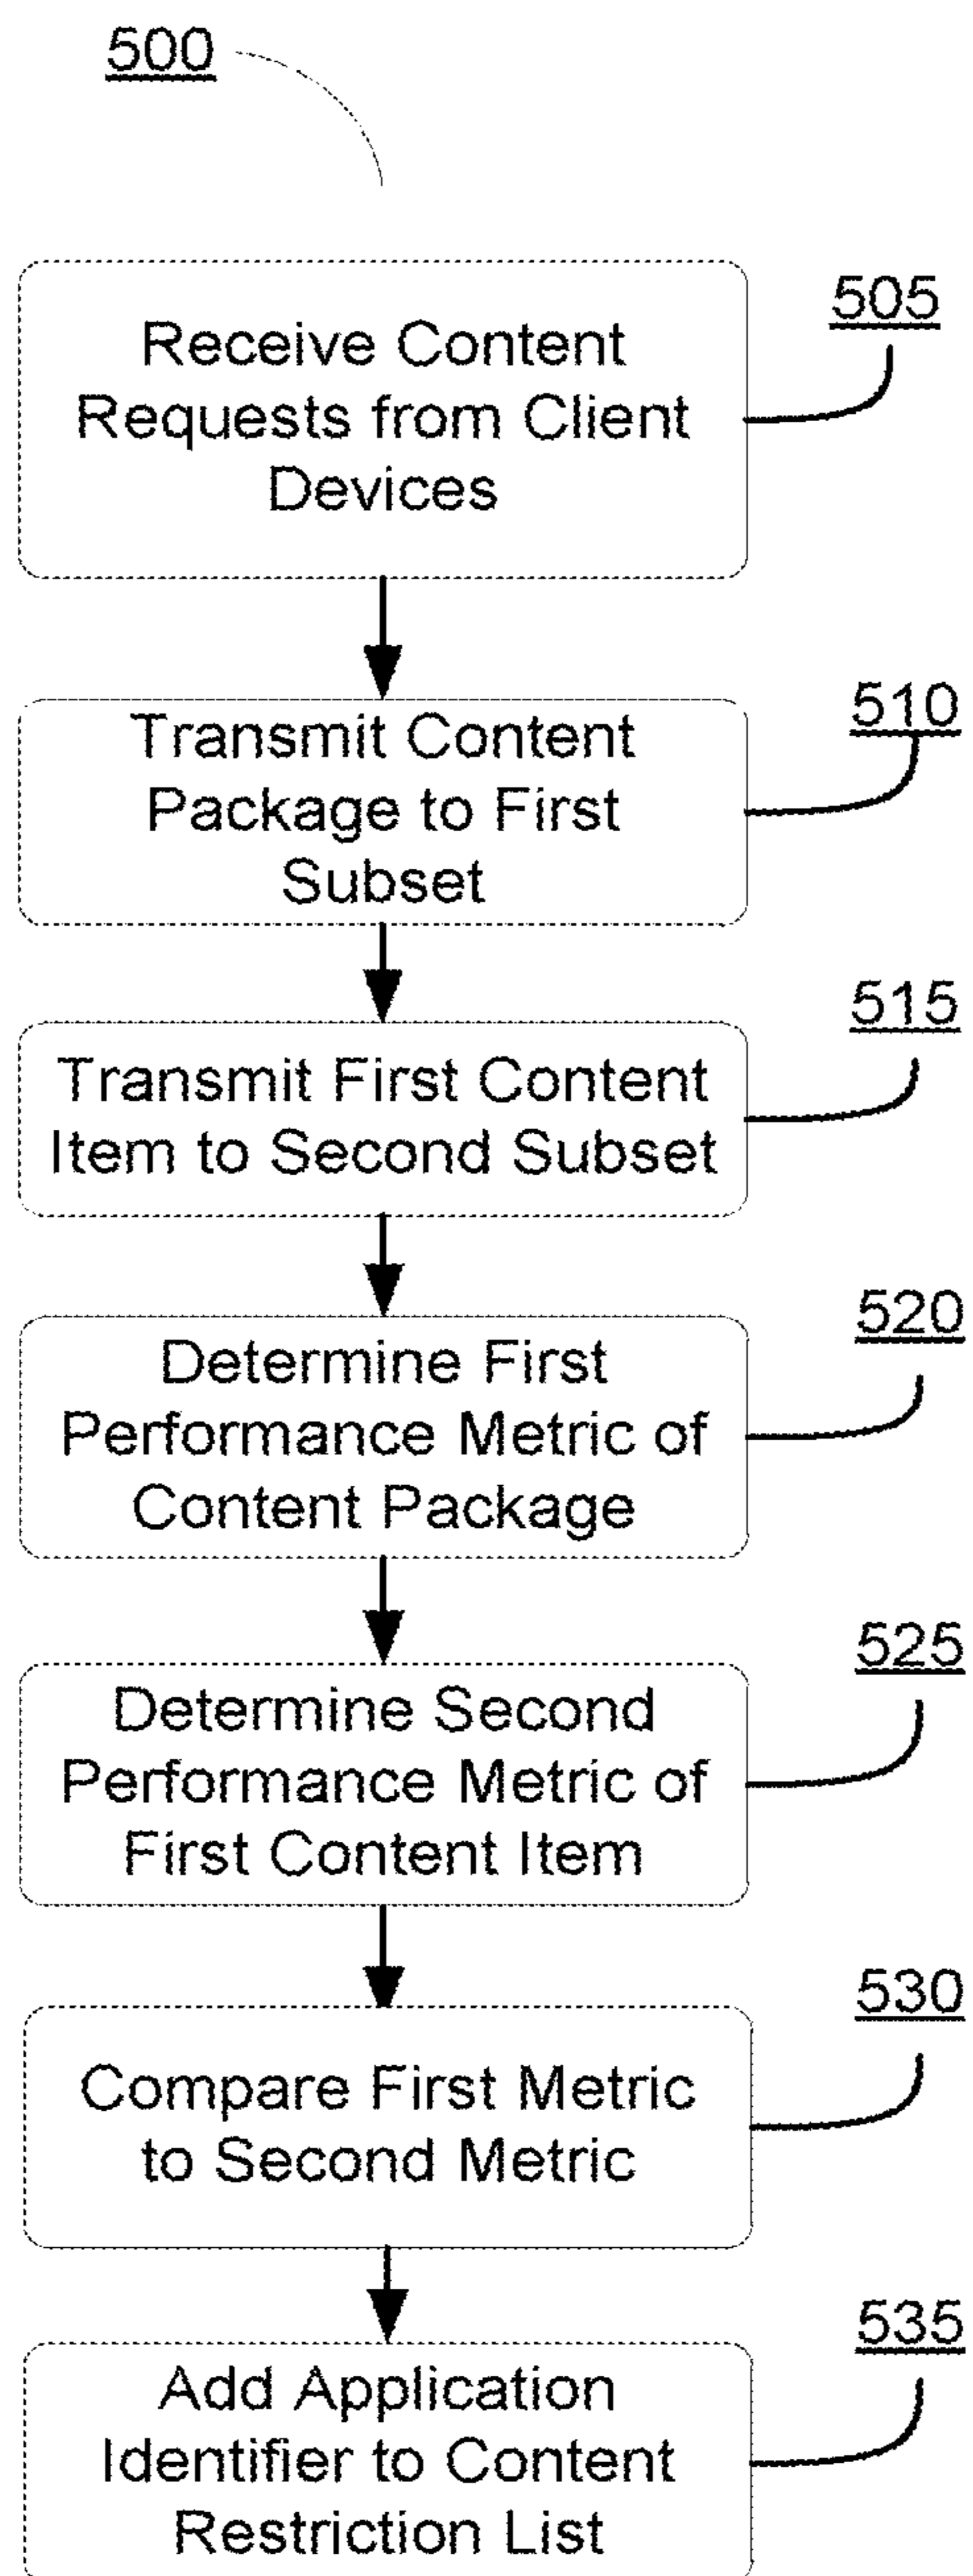 500
Receive Content
Requests from Client
Devices
505
Transmit Content
Package to First
Subset
510
Transmit First Content
Item to Second Subset
515
Determine First
Performance Metric of
Content Package
520
Determine Second
Performance Metric of
First Content Item
525
Compare First Metric
to Second Metric
530
Add Application
Identifier to Content
Restriction List
535